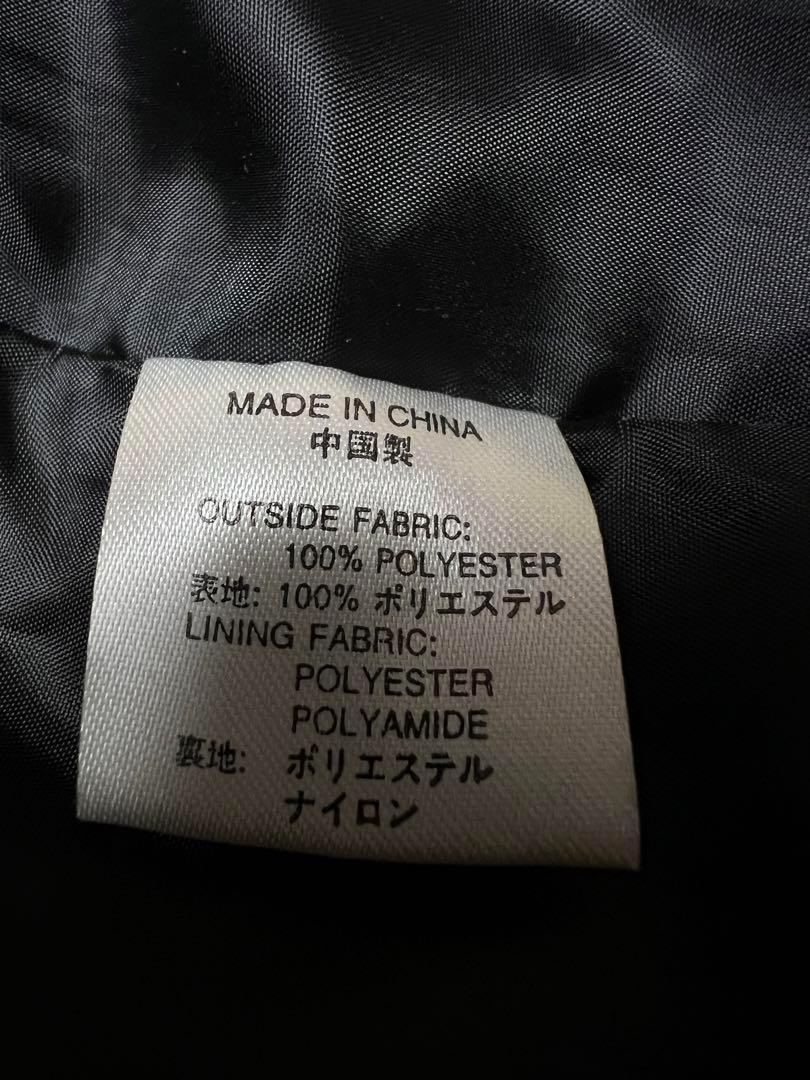 MADE IN CHINA
中国製
OUTSIDE FABRIC:
100% POLYESTER
表地: 100% ポリエステル
LINING FABRIC:
POLYESTER
POLYAMIDE
裏地: ポリエステル
ナイロン